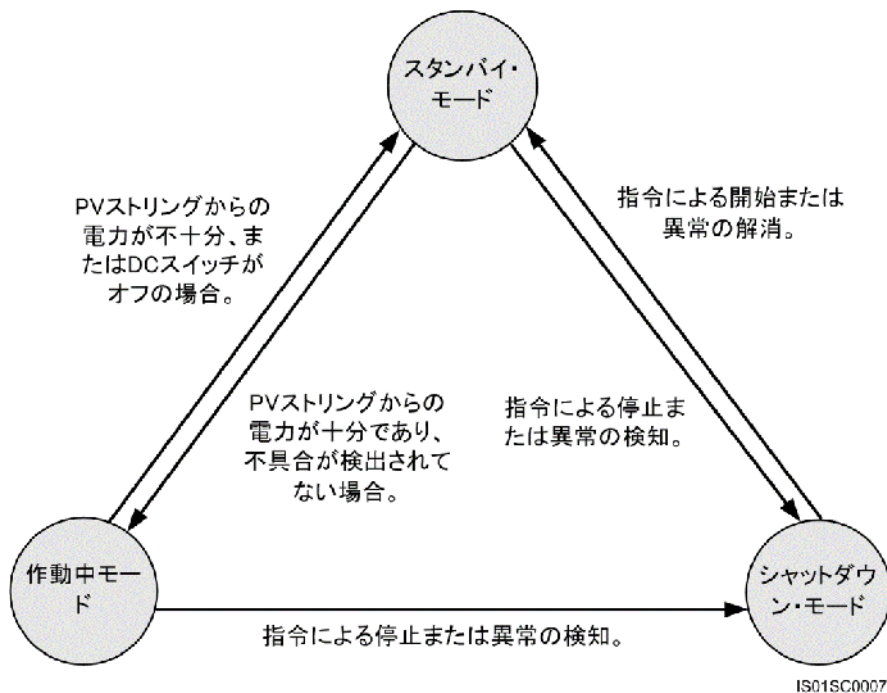 スタンバイ・
モード
PVストリングからの
電力が不十分、ま
たはDCスイッチが
オフの場合。
指令による開始または
異常の解消。
PVストリングからの
電力が十分であり、
不具合が検出されて
ない場合。
指令による停止ま
たは異常の検知。
作動中モー
ド
シャットダウ
ン・モード
指令による停止または異常の検知。
IS01SC0007